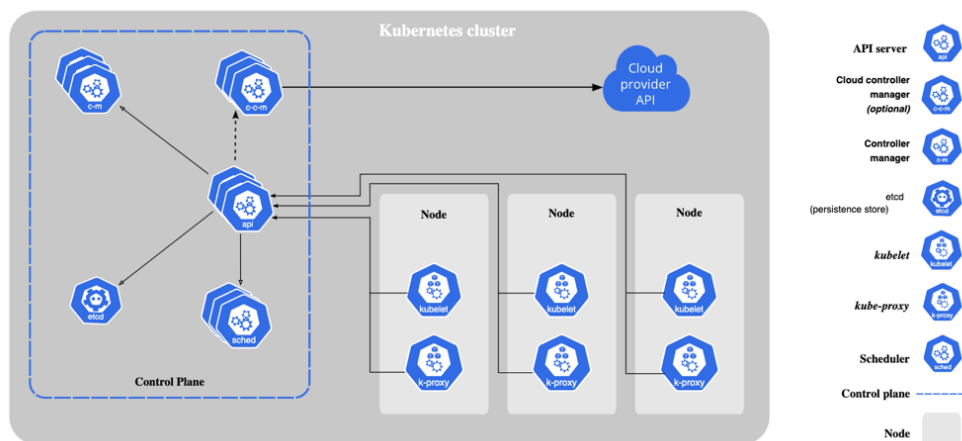 Kubernetes cluster
c-m
c-c-m
Cloud
provider
API
api
etcd
sched
Control Plane
Node
Node
Node
kubelet
kubelet
kubelet
k-proxy
k-proxy
k-proxy
API server
api
Cloud controller
manager
(optional)
c-c-m
Controller
manager
c-m
etcd
(persistence store)
etcd
kubelet
kubelet
kube-proxy
k-proxy
Scheduler
sched
Control plane
Node